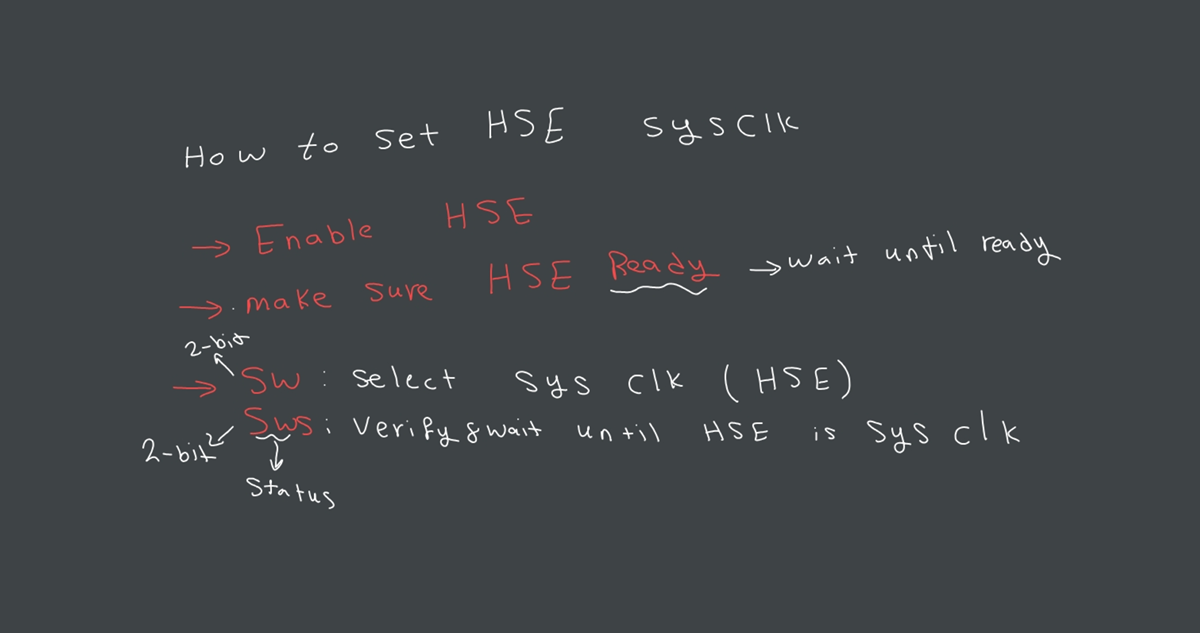 How to set HSE sysclk
→ Enable HSE
→ . make sure HSE Ready → wait until ready
2-bit
→ SW : select sys clk (HSE)
SWS : Verify & wait until HSE is sys clk
2-bit
Status